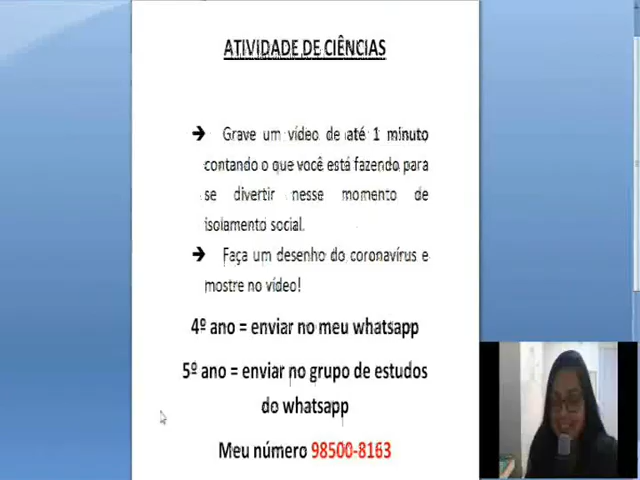 ATIVIDADE DE CIÊNCIAS
➔ Grave um vídeo de até 1 minuto
contando o que você está fazendo para
se divertir nesse momento de
isolamento social.
➔ Faça um desenho do coronavírus e
mostre no vídeo!
4º ano = enviar no meu whatsapp
5º ano = enviar no grupo de estudos
do whatsapp
Meu número 98500-8163